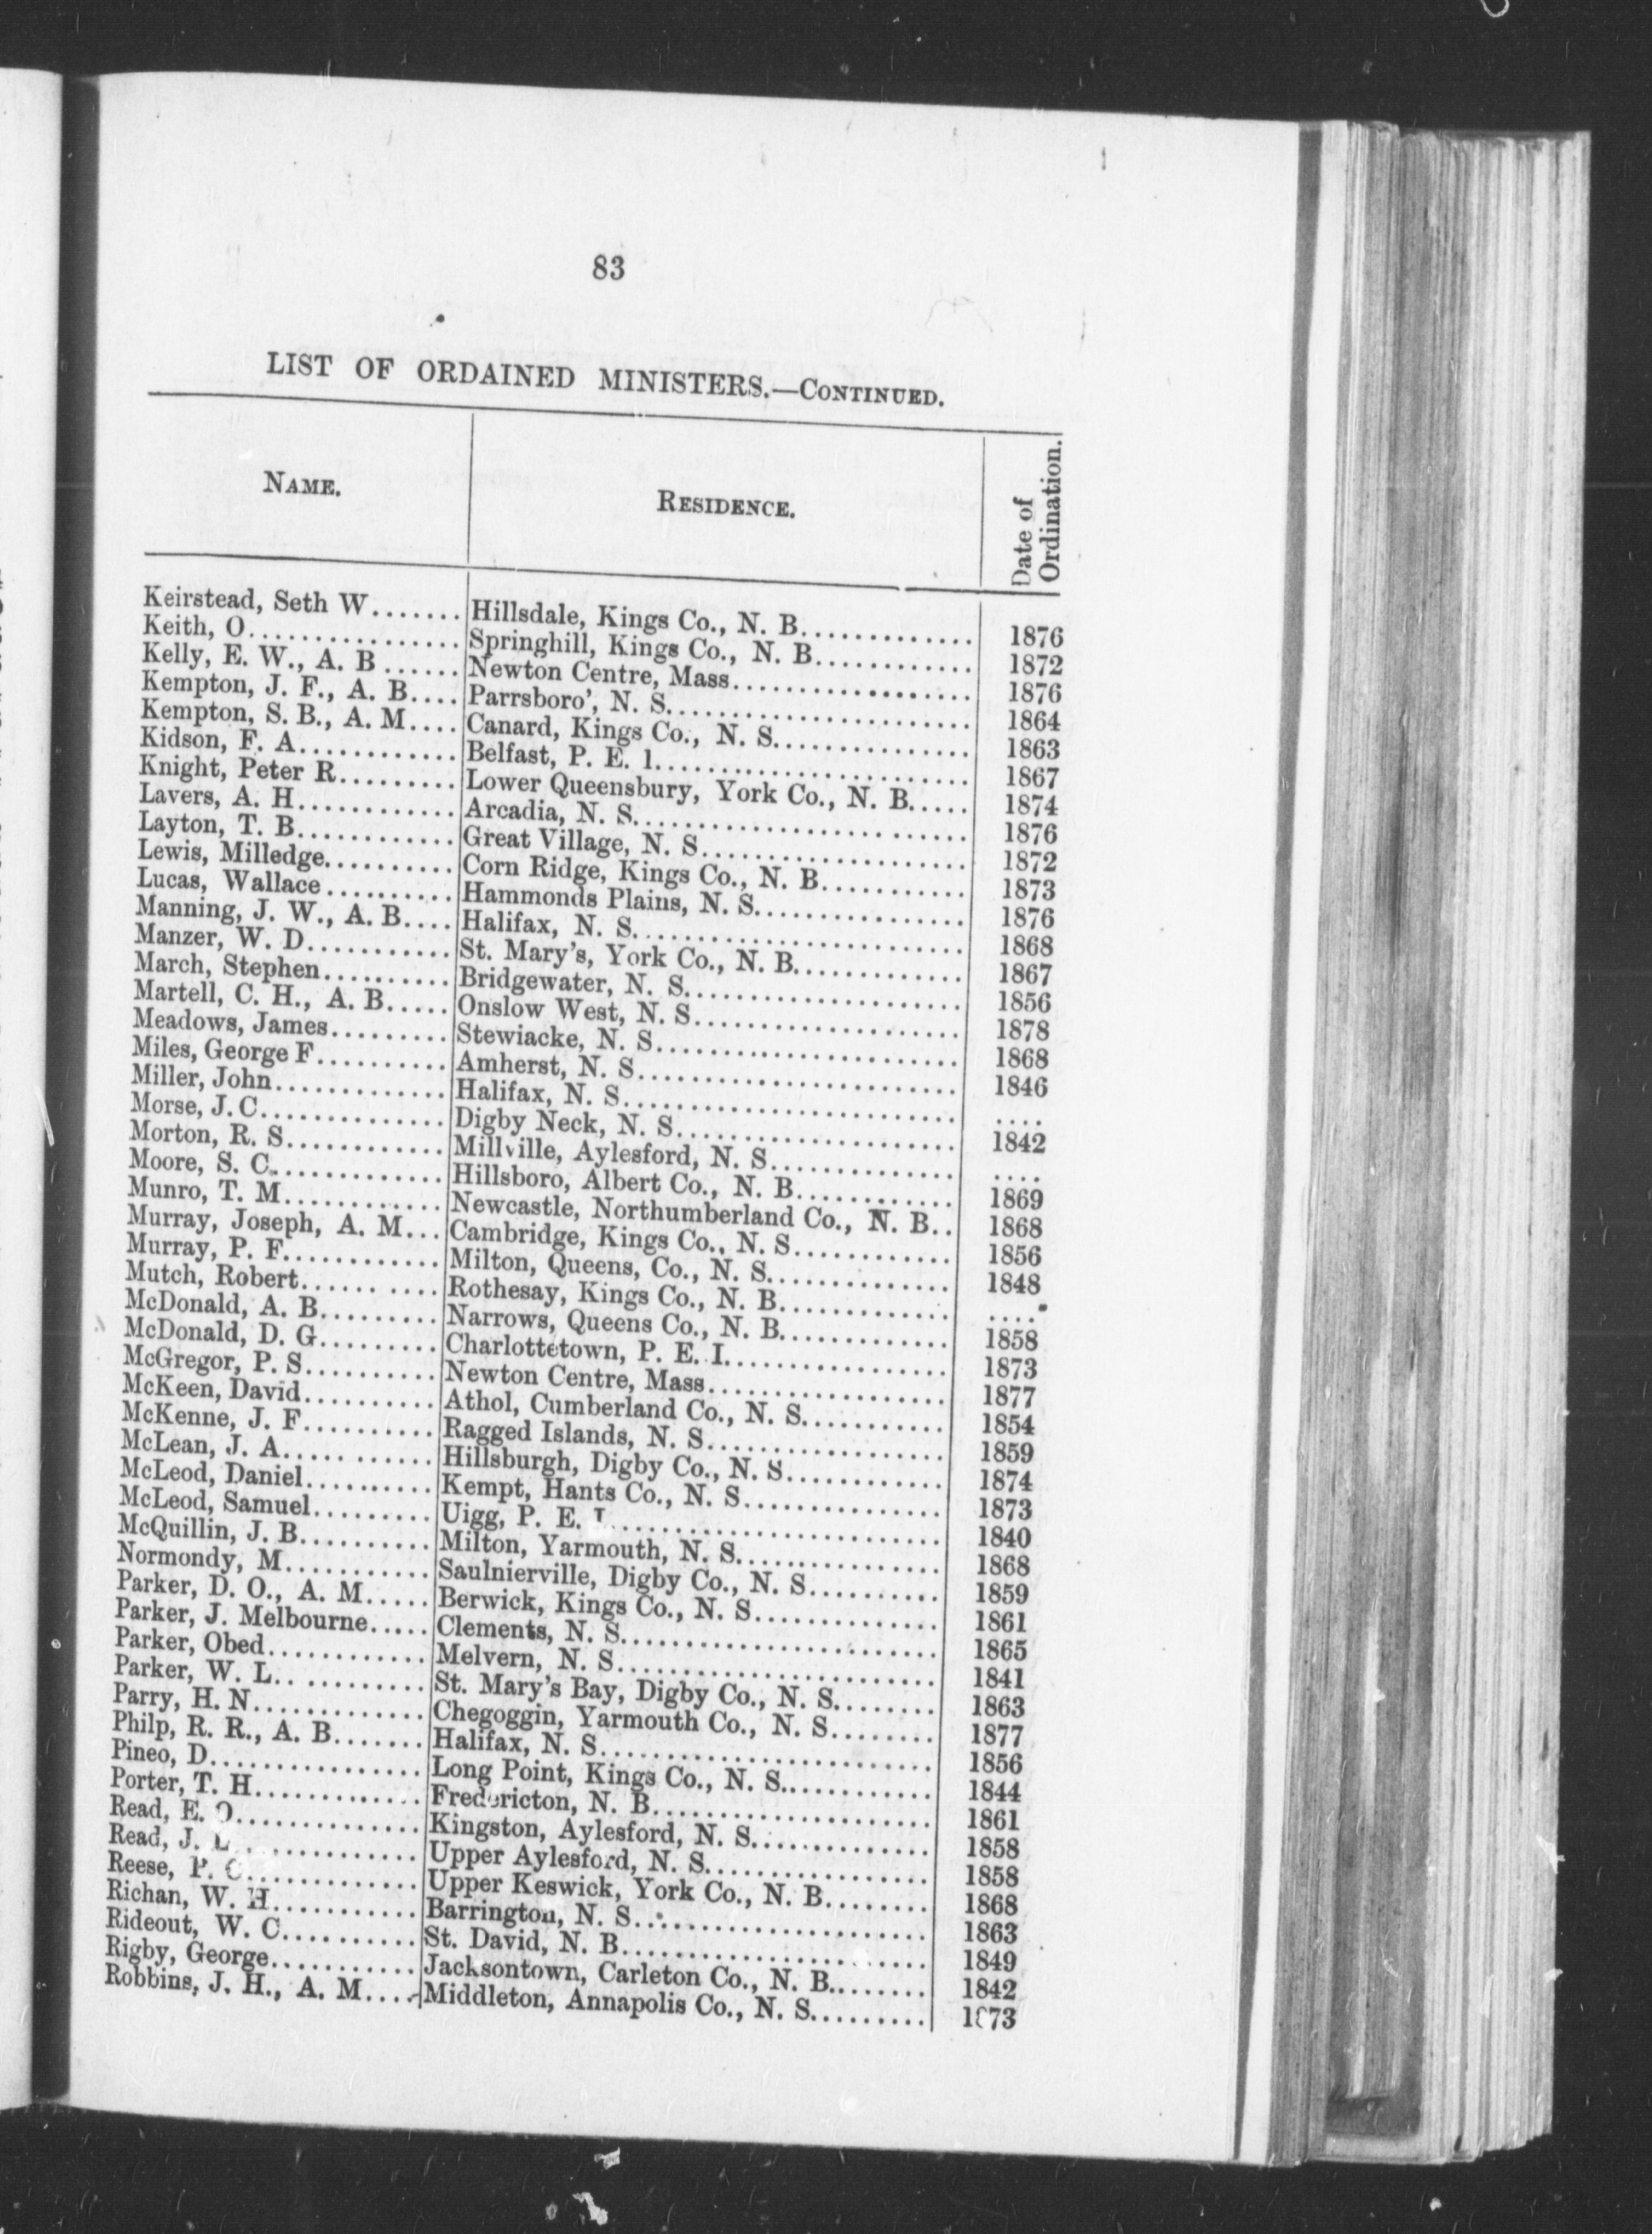 83
LIST OF ORDAINED MINISTERS.—CONTINUED.
NAME. RESIDENCE. Date of Ordination.
Keirstead, Seth W....... Hillsdale, Kings Co., N. B............. 1876
Keith, O................ Springhill, Kings Co., N. B............ 1872
Kelly, E. W., A. B ...... Newton Centre, Mass.................. 1876
Kempton, J. F., A. B.... Parrsboro', N. S....................... 1864
Kempton, S. B., A. M.... Canard, Kings Co., N. S............... 1863
Kidson, F. A............ Belfast, P. E. 1........................ 1867
Knight, Peter R......... Lower Queensbury, York Co., N. B..... 1874
Lavers, A. H............ Arcadia, N. S......................... 1876
Layton, T. B............ Great Village, N. S.................... 1872
Lewis, Milledge.......... Corn Ridge, Kings Co., N. B........... 1873
Lucas, Wallace .......... Hammonds Plains, N. S................ 1876
Manning, J. W., A. B.... Halifax, N. S......................... 1868
Manzer, W. D........... St. Mary's, York Co., N. B............. 1867
March, Stephen.......... Bridgewater, N. S..................... 1856
Martell, C. H., A. B..... Onslow West, N. S.................... 1878
Meadows, James......... Stewiacke, N. S....................... 1868
Miles, George F.......... Amherst, N. S........................ 1846
Miller, John............. Halifax, N. S......................... ....
Morse, J. C.............. Digby Neck, N. S..................... 1842
Morton, R. S............ Millville, Aylesford, N. S.............. ....
Moore, S. C............. Hillsboro, Albert Co., N. B............ 1869
Munro, T. M............ Newcastle, Northumberland Co., N. B.. 1868
Murray, Joseph, A. M... Cambridge, Kings Co., N. S............ 1856
Murray, P. F............ Milton, Queens, Co., N. S.............. 1848
Mutch, Robert...... .... Rothesay, Kings Co., N. B............. ....
McDonald, A. B......... Narrows, Queens Co., N. B............. 1858
McDonald, D. G......... Charlottetown, P. E. I................. 1873
McGregor, P. S.......... Newton Centre, Mass.................. 1877
McKeen, David.......... Athol, Cumberland Co., N. S........... 1854
McKenne, J. F.......... Ragged Islands, N. S.................. 1859
McLean, J. A..... ...... Hillsburgh, Digby Co., N. S............ 1874
McLeod, Daniel.......... Kempt, Hants Co., N. S............... 1873
McLeod, Samuel......... Uigg, P. E. I......................... 1840
McQuillin, J. B.......... Milton, Yarmouth, N. S................ 1868
Normondy, M........... Saulnierville, Digby Co., N. S.......... 1859
Parker, D. O., A. M..... Berwick, Kings Co., N. S.............. 1861
Parker, J. Melbourne..... Clements, N. S........................ 1865
Parker, Obed............ Melvern, N. S........................ 1841
Parker, W. L.. ......... St. Mary's Bay, Digby Co., N. S........ 1863
Parry, H. N............. Chegoggin, Yarmouth Co., N. S........ 1877
Philp, R. R., A. B....... Halifax, N. S......................... 1856
Pineo, D................ Long Point, Kings Co., N. S........... 1844
Porter, T. H............. Fredericton, N. B..................... 1861
Read, E. O.............. Kingston, Aylesford, N. S.............. 1858
Read, J. L.............. Upper Aylesford, N. S................. 1858
Reese, P. O............. Upper Keswick, York Co., N. B........ 1868
Richan, W. H........... Barrington, N. S...................... 1863
Rideout, W. C.......... St. David, N. B....................... 1849
Rigby, George........... Jacksontown, Carleton Co., N. B........ 1842
Robbins, J. H., A. M.... Middleton, Annapolis Co., N. S......... 1873